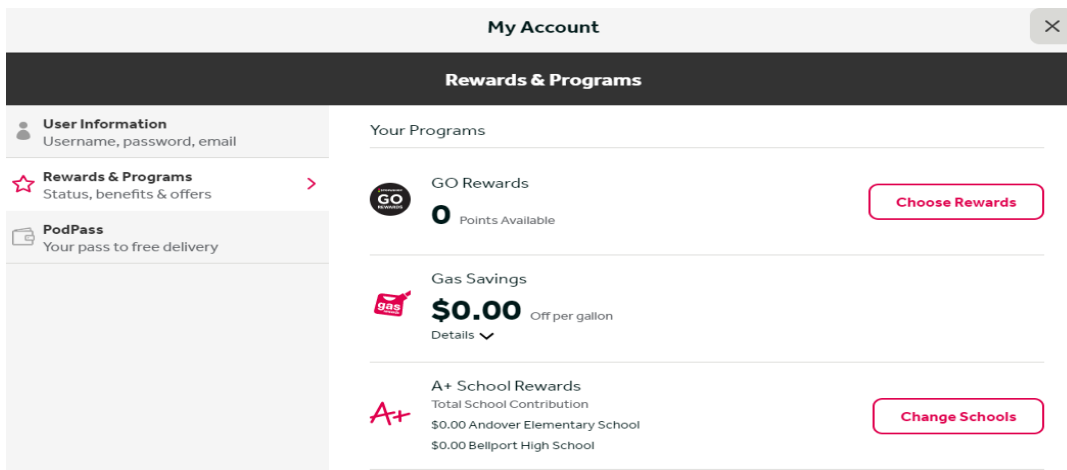 My Account
Rewards & Programs
User Information
Username, password, email
Rewards & Programs
Status, benefits & offers
PodPass
Your pass to free delivery
Your Programs
GO Rewards
GO
REWARDS
0 Points Available
Choose Rewards
Gas Savings
gas
$0.00 Off per gallon
Details
A+ School Rewards
A+
Total School Contribution
$0.00 Andover Elementary School
$0.00 Bellport High School
Change Schools